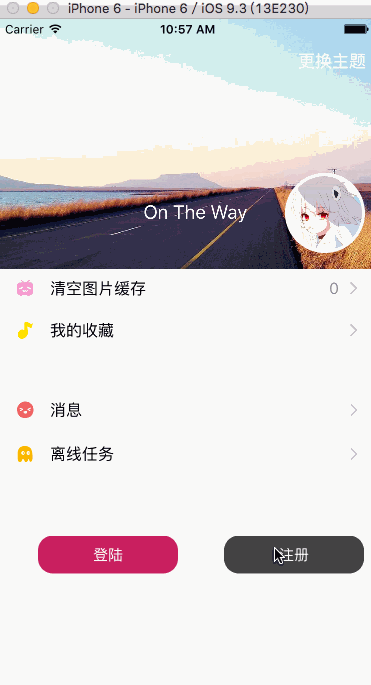 iPhone 6 - iPhone 6 / iOS 9.3 (13E230)
Carrier 10:57 AM
更换主题
On The Way
清空图片缓存 0
我的收藏
消息
离线任务
登陆 注册